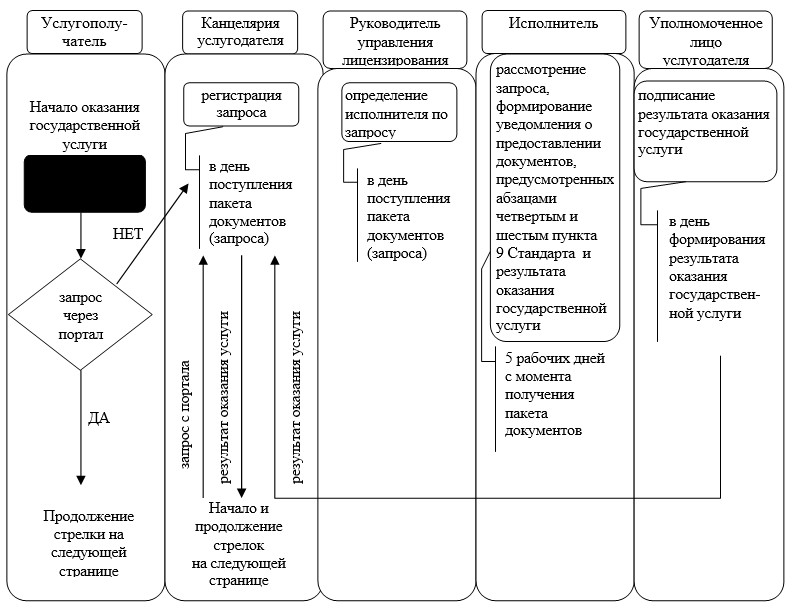 Услугополу-
чатель
Канцелярия
услугодателя
Руководитель
управления
лицензирования
Исполнитель
Уполномоченное
лицо
услугодателя
Начало оказания
государственной
услуги
НЕТ
запрос
через
портал
ДА
Продолжение
стрелки на
следующей
странице
регистрация
запроса
в день
поступления
пакета
документов
(запроса)
запрос с портала
результат оказания услуги
результат оказания услуги
Начало и
продолжение
стрелок
на следующей
странице
определение
исполнителя по
запросу
в день
поступления
пакета
документов
(запроса)
рассмотрение
запроса,
формирование
уведомления о
предоставлении
документов,
предусмотренных
абзацами
четвертым и
шестым пункта
9 Стандарта и
результата
оказания
государственной
услуги
5 рабочих дней
с момента
получения
пакета
документов
подписание
результата оказания
государственной
услуги
в день
формирования
результата
оказания
государствен-
ной услуги